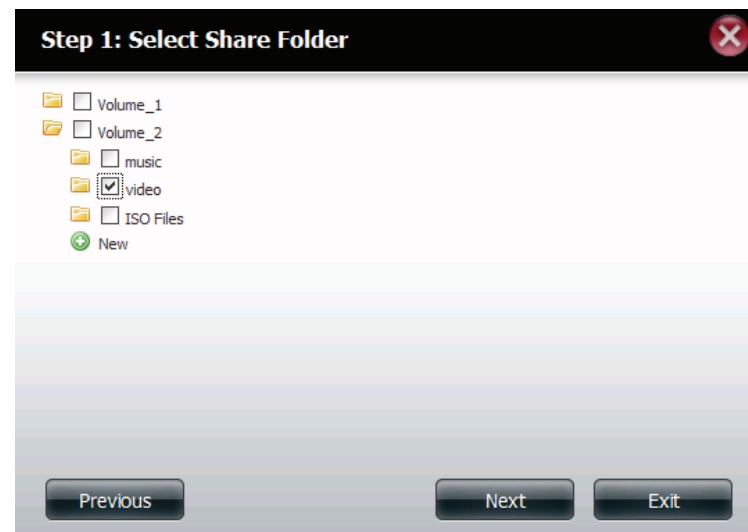 Step 1: Select Share Folder
Volume_1
Volume_2
music
video
ISO Files
New
Previous Next Exit